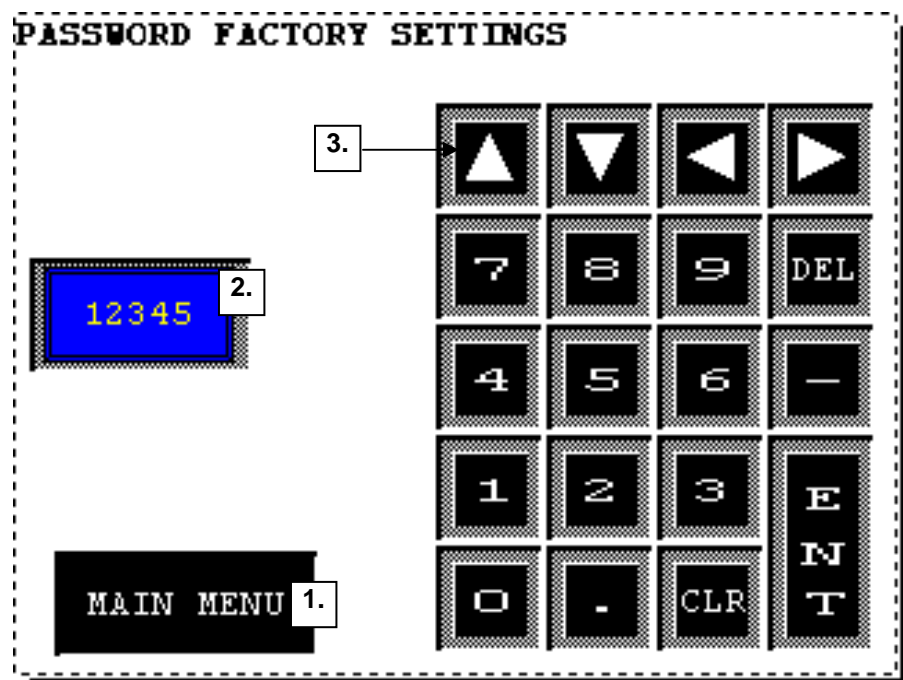 PASSWORD FACTORY SETTINGS
3.
7 8 9 DEL
2.
12345
4 5 6 —
1 2 3 ENT
MAIN MENU 1.
0 . CLR